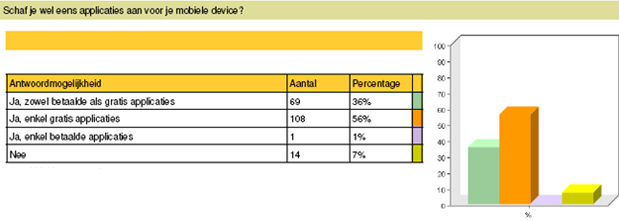 Schaf je wel eens applicaties aan voor je mobiele device?
Antwoordmogelijkheid Aantal Percentage
Ja, zowel betaalde als gratis applicaties 69 36%
Ja, enkel gratis applicaties 108 56%
Ja, enkel betaalde applicaties 1 1%
Nee 14 7%
100
90
80
70
60
50
40
30
20
10
0
%